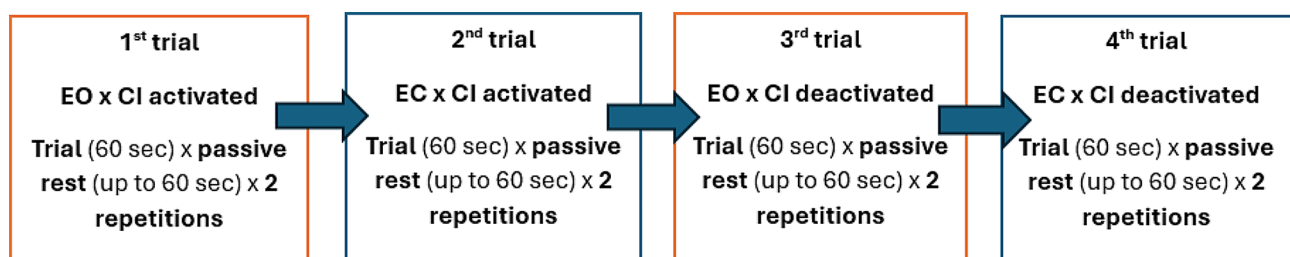 1st trial
EO x CI activated
Trial (60 sec) x passive
rest (up to 60 sec) x 2
repetitions
2nd trial
EC x CI activated
Trial (60 sec) x passive
rest (up to 60 sec) x 2
repetitions
3rd trial
EO x CI deactivated
Trial (60 sec) x passive
rest (up to 60 sec) x 2
repetitions
4th trial
EC x CI deactivated
Trial (60 sec) x passive
rest (up to 60 sec) x 2
repetitions